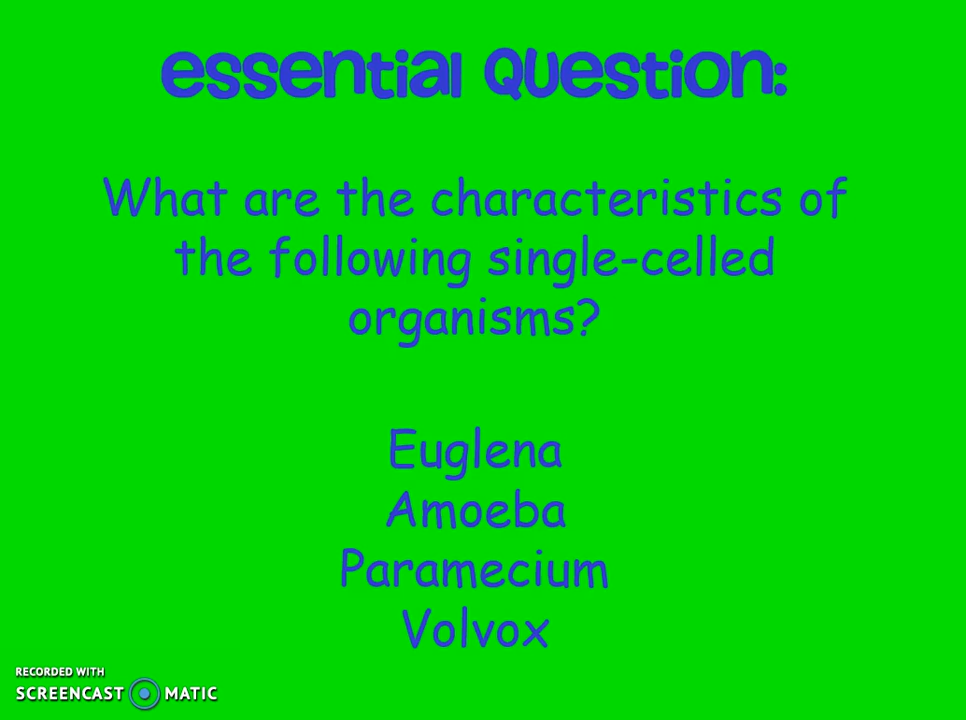 essential Question:
What are the characteristics of
the following single-celled
organisms?
Euglena
Amoeba
Paramecium
Volvox
RECORDED WITH
SCREENCAST MATIC